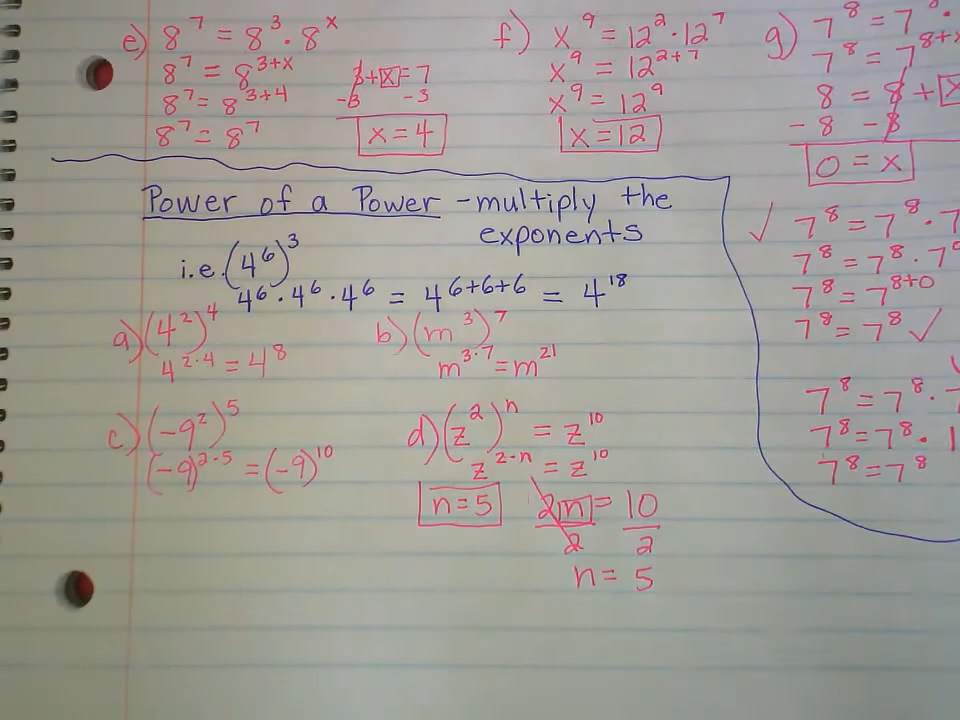 e) 8^7 = 8^3 · 8^x
8^7 = 8^(3+x)
3+x = 7
8^7 = 8^(3+4)
-3 -3
8^7 = 8^7
x = 4
f) x^9 = 12^2 · 12^7
x^9 = 12^(2+7)
x^9 = 12^9
x = 12
g) 7^8 = 7^8 ·
7^8 = 7^(8+x)
8 = 8 + x
-8 -8
0 = x
✓ 7^8 = 7^8 · 7
7^8 = 7^8 · 7^0
7^8 = 7^(8+0)
7^8 = 7^8 ✓
7^8 = 7^8 · 7
7^8 = 7^8 · 1
7^8 = 7^8
Power of a Power - multiply the
exponents
i.e. (4^6)^3
4^6 · 4^6 · 4^6 = 4^(6+6+6) = 4^18
a) (4^2)^4
4^(2·4) = 4^8
b) (m^3)^7
m^(3·7) = m^21
c) (-9^2)^5
(-9)^(2·5) = (-9)^10
d) (z^2)^n = z^10
z^(2·n) = z^10
n = 5
2n = 10
2 2
n = 5